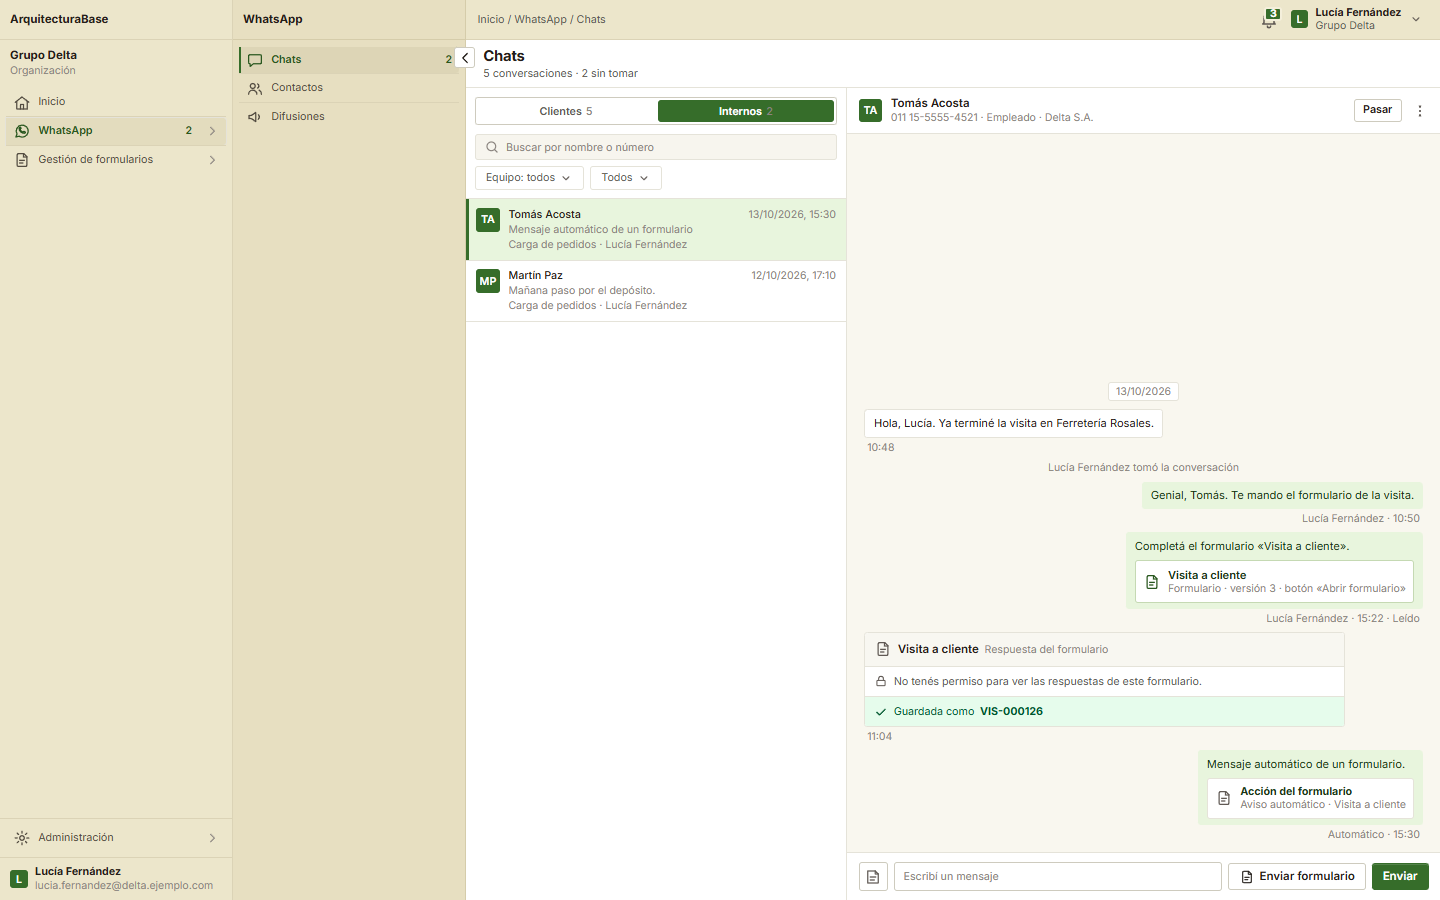 ArquitecturaBase
Grupo Delta
Organización
Inicio
WhatsApp 2
Gestión de formularios
Administración
L
Lucía Fernández
lucia.fernandez@delta.ejemplo.com
WhatsApp
Chats 2
Contactos
Difusiones
Inicio / WhatsApp / Chats
3
L
Lucía Fernández
Grupo Delta
Chats
5 conversaciones · 2 sin tomar
Clientes 5
Internos 2
Buscar por nombre o número
Equipo: todos
Todos
TA
Tomás Acosta 13/10/2026, 15:30
Mensaje automático de un formulario
Carga de pedidos · Lucía Fernández
MP
Martín Paz 12/10/2026, 17:10
Mañana paso por el depósito.
Carga de pedidos · Lucía Fernández
TA
Tomás Acosta
011 15-5555-4521 · Empleado · Delta S.A.
Pasar
13/10/2026
Hola, Lucía. Ya terminé la visita en Ferretería Rosales.
10:48
Lucía Fernández tomó la conversación
Genial, Tomás. Te mando el formulario de la visita.
Lucía Fernández · 10:50
Completá el formulario «Visita a cliente».
Visita a cliente
Formulario · versión 3 · botón «Abrir formulario»
Lucía Fernández · 15:22 · Leído
Visita a cliente Respuesta del formulario
No tenés permiso para ver las respuestas de este formulario.
Guardada como VIS-000126
11:04
Mensaje automático de un formulario.
Acción del formulario
Aviso automático · Visita a cliente
Automático · 15:30
Escribí un mensaje
Enviar formulario
Enviar